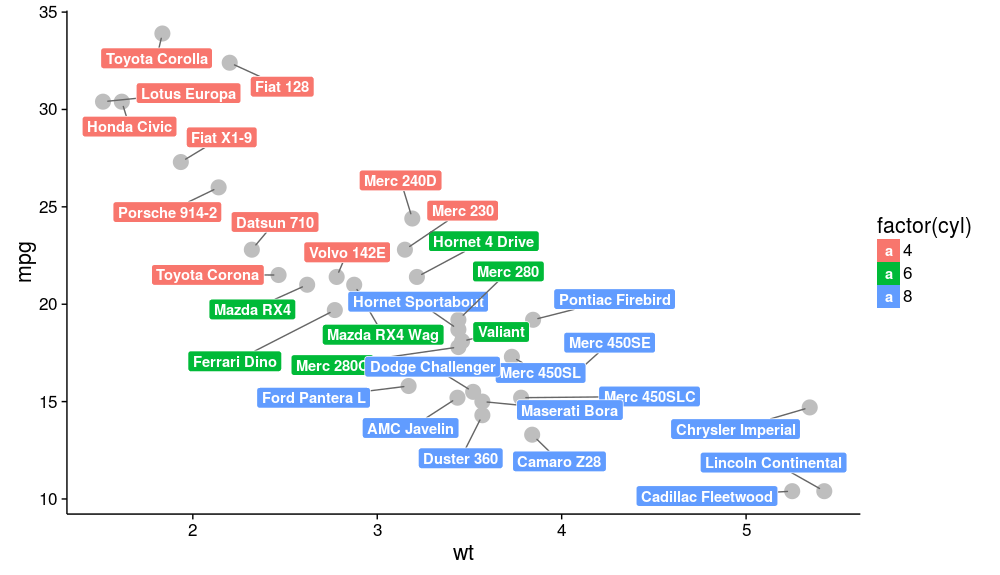 35
Toyota Corolla
Fiat 128
Lotus Europa
30
Honda Civic
Fiat X1-9
Merc 240D
25
Porsche 914-2
Merc 230
Datsun 710
Hornet 4 Drive
Volvo 142E
Toyota Corona
Merc 280
factor(cyl)
a 4
a 6
a 8
mpg
20
Hornet Sportabout
Pontiac Firebird
Mazda RX4
Mazda RX4 Wag
Valiant
Merc 450SE
Ferrari Dino
Merc 280C
Dodge Challenger
Merc 450SL
15
Ford Pantera L
Merc 450SLC
Maserati Bora
AMC Javelin
Chrysler Imperial
Duster 360
Camaro Z28
Lincoln Continental
10
Cadillac Fleetwood
2
3
4
5
wt